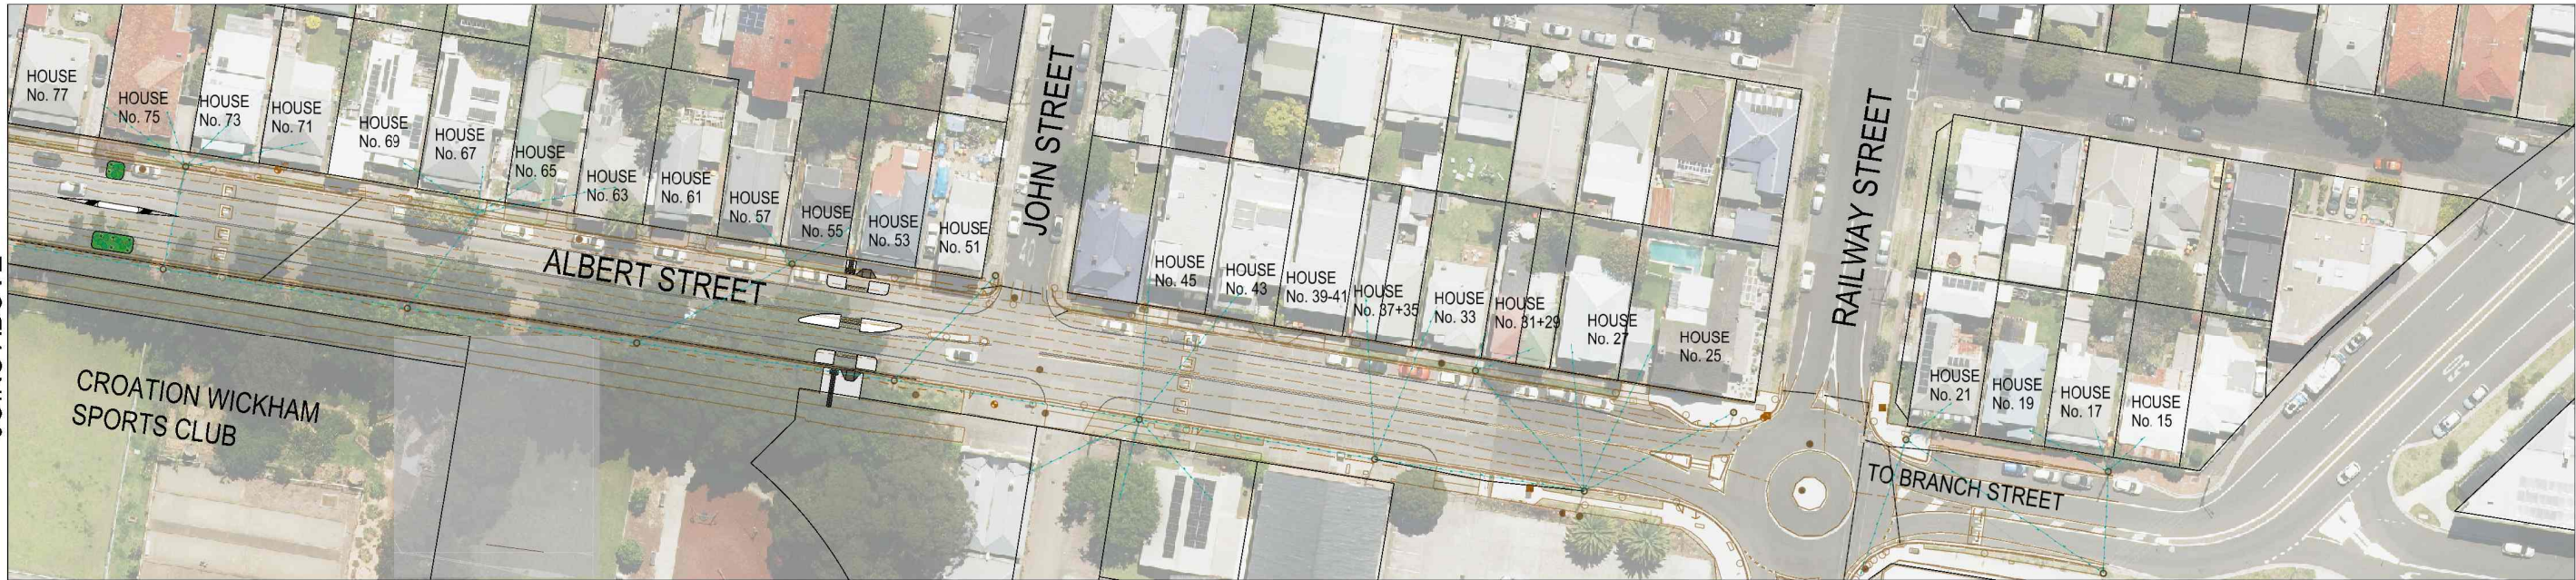 HOUSE
No. 77
HOUSE
No. 75
HOUSE
No. 73
HOUSE
No. 71
HOUSE
No. 69
HOUSE
No. 67
HOUSE
No. 65
HOUSE
No. 63
HOUSE
No. 61
HOUSE
No. 57
HOUSE
No. 55
HOUSE
No. 53
HOUSE
No. 51
JOHN STREET
HOUSE
No. 45
HOUSE
No. 43
HOUSE
No. 39-41
HOUSE
No. 37+35
HOUSE
No. 33
HOUSE
No. 31+29
HOUSE
No. 27
HOUSE
No. 25
RAILWAY STREET
HOUSE
No. 21
HOUSE
No. 19
HOUSE
No. 17
HOUSE
No. 15
ALBERT STREET
TO BRANCH STREET
CROATION WICKHAM
SPORTS CLUB
50